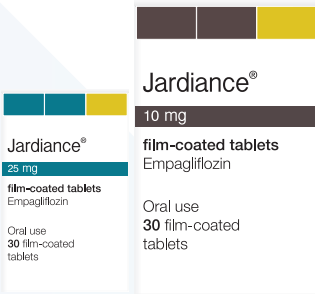 Jardiance®
25 mg
film-coated tablets
Empagliflozin
Oral use
30 film-coated
tablets
Jardiance®
10 mg
film-coated tablets
Empagliflozin
Oral use
30 film-coated
tablets